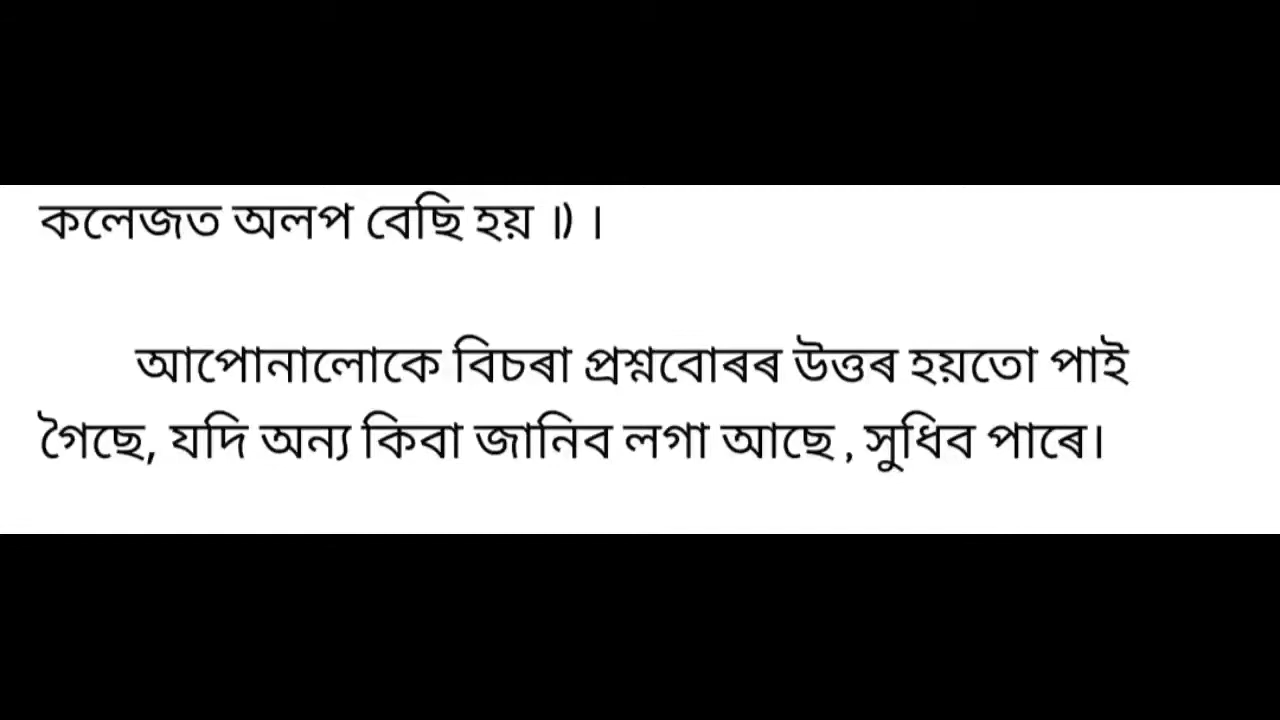 কলেজত অলপ বেছি হয় ।) ।
আপোনালোকে বিচৰা প্ৰশ্নবোৰৰ উত্তৰ হয়তো পাই
গৈছে, যদি অন্য কিবা জানিব লগা আছে , সুধিব পাৰে।